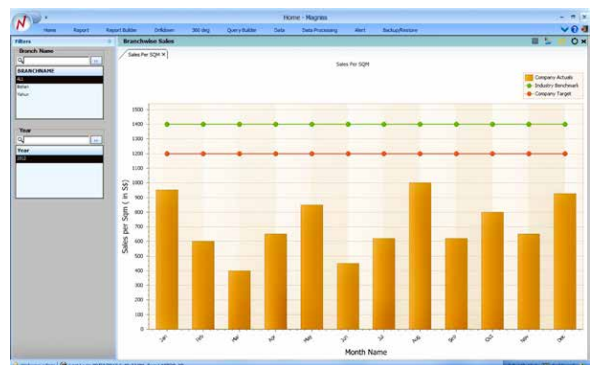 Home - Magnas
Home Report Report Builder Drilldown 360 deg Query Builder Data Data Processing Alert Backup/Restore
Filters
Branchwise Sales
Branch Name
BRANCHNAME
ALL
Sales Per SQM
Sales Per SQM
Company Actuals
Industry Benchmark
Company Target
Year
Year
2012
Sales per Sqm ( in S$)
1500
1400
1300
1200
1100
1000
900
800
700
600
500
400
300
200
100
0
Jan Feb Mar Apr May Jun Jul Aug Sep Oct Nov Dec
Month Name